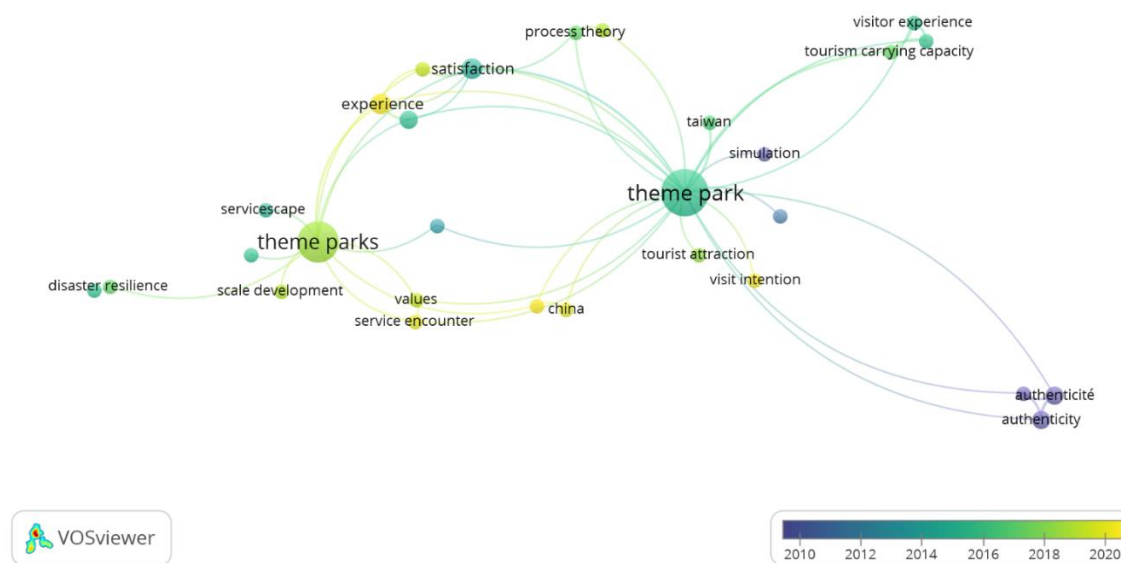 visitor experience
process theory
tourism carrying capacity
satisfaction
experience
taiwan
simulation
theme park
servicescape
theme parks
tourist attraction
disaster resilience
scale development
visit intention
values
china
service encounter
authenticité
authenticity
VOSviewer
2010 2012 2014 2016 2018 2020